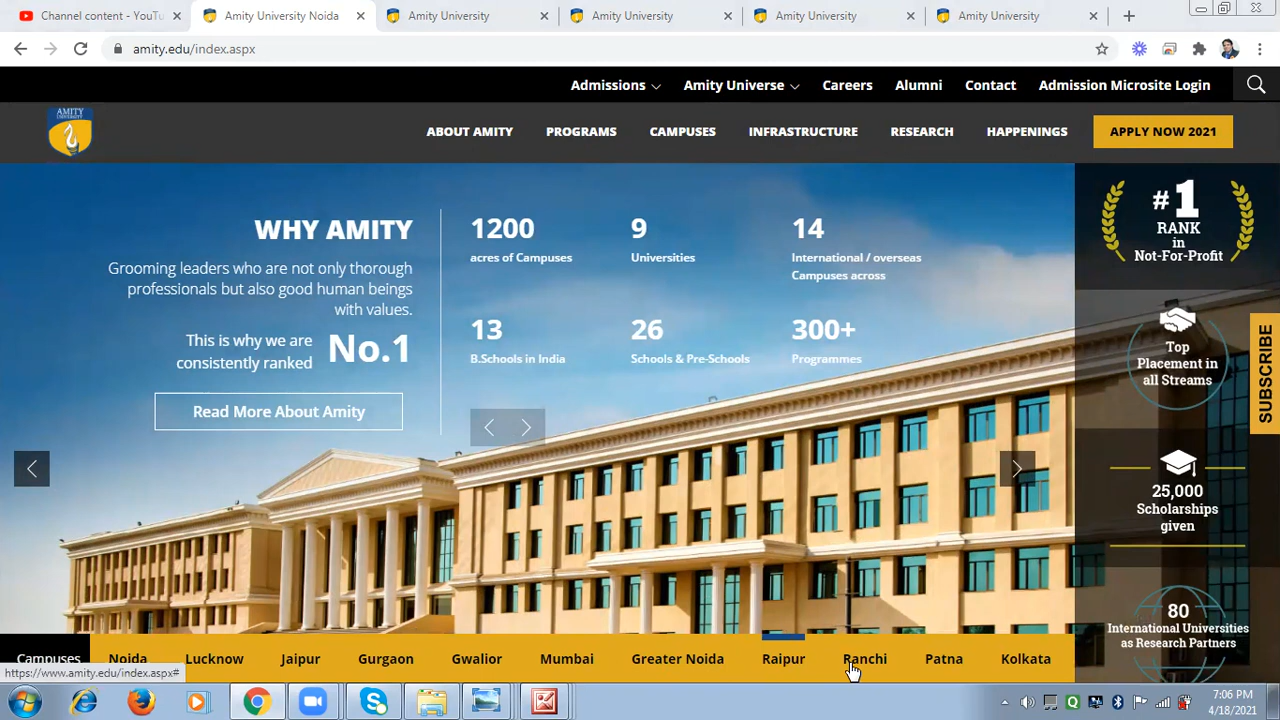 Channel content - YouT
Amity University Noida
Amity University
Amity University
Amity University
Amity University
amity.edu/index.aspx
Admissions
Amity Universe
Careers
Alumni
Contact
Admission Microsite Login
AMITY
UNIVERSITY
ABOUT AMITY
PROGRAMS
CAMPUSES
INFRASTRUCTURE
RESEARCH
HAPPENINGS
APPLY NOW 2021
WHY AMITY
Grooming leaders who are not only thorough
professionals but also good human beings
with values.
This is why we are
consistently ranked
No.1
Read More About Amity
1200
acres of Campuses
9
Universities
14
International / overseas
Campuses across
13
B.Schools in India
26
Schools & Pre-Schools
300+
Programmes
#1
RANK
in
Not-For-Profit
Top
Placement in
all Streams
25,000
Scholarships
given
80
International Universities
as Research Partners
SUBSCRIBE
Campuses
Noida
Lucknow
Jaipur
Gurgaon
Gwalior
Mumbai
Greater Noida
Raipur
Ranchi
Patna
Kolkata
https://www.amity.edu/index.aspx#
7:06 PM
4/18/2021